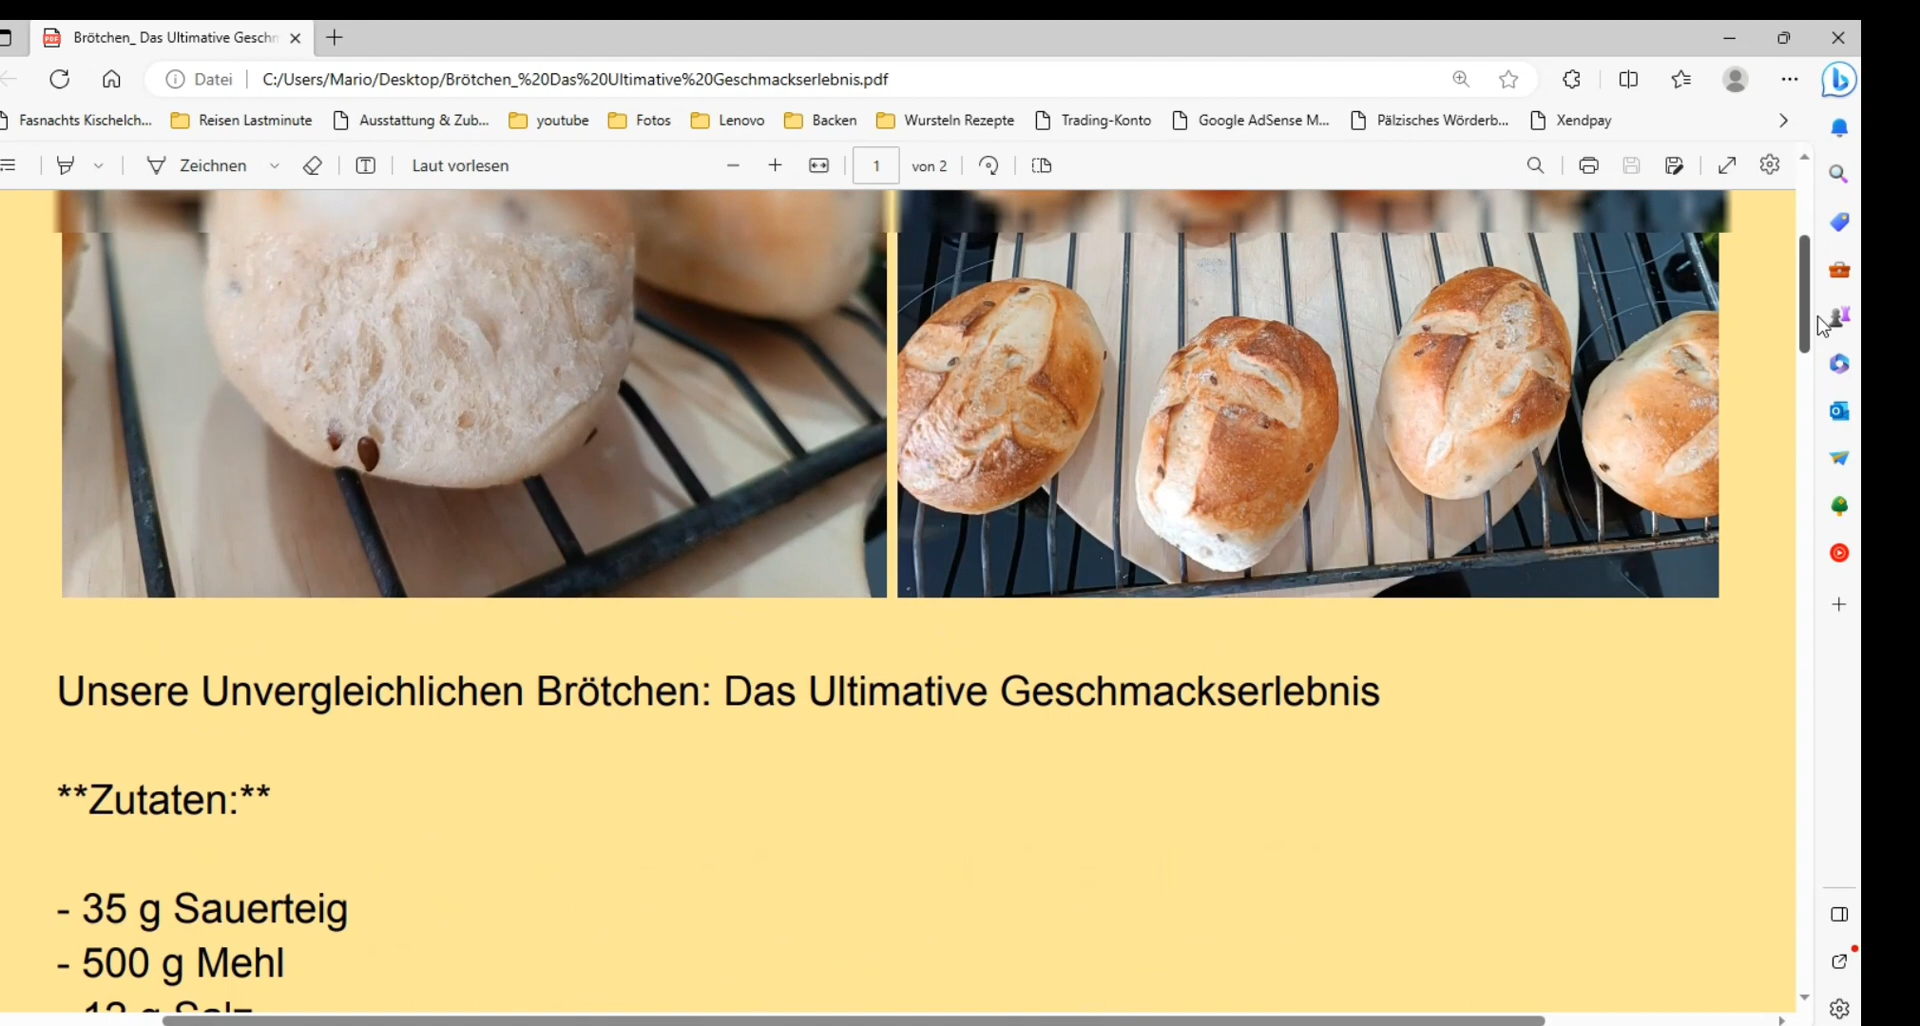 Brötchen_ Das Ultimative Gesch
Datei
C:/Users/Mario/Desktop/Brötchen_%20Das%20Ultimative%20Geschmackserlebnis.pdf
Fasnachts Kischelch... Reisen Lastminute Ausstattung & Zub... youtube Fotos Lenovo Backen Wursteln Rezepte Trading-Konto Google AdSense M... Pälzisches Wörderb... Xendpay
Zeichnen Laut vorlesen 1 von 2
Unsere Unvergleichlichen Brötchen: Das Ultimative Geschmackserlebnis
**Zutaten:**
- 35 g Sauerteig
- 500 g Mehl